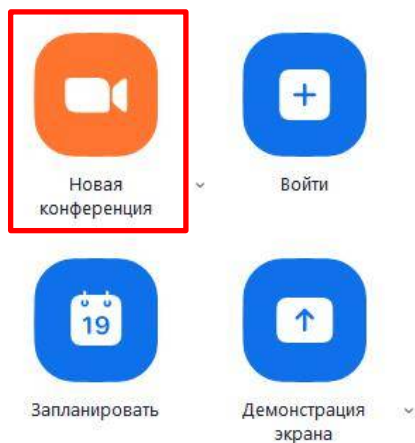 Новая
конференция
Войти
19
Запланировать
Демонстрация
экрана